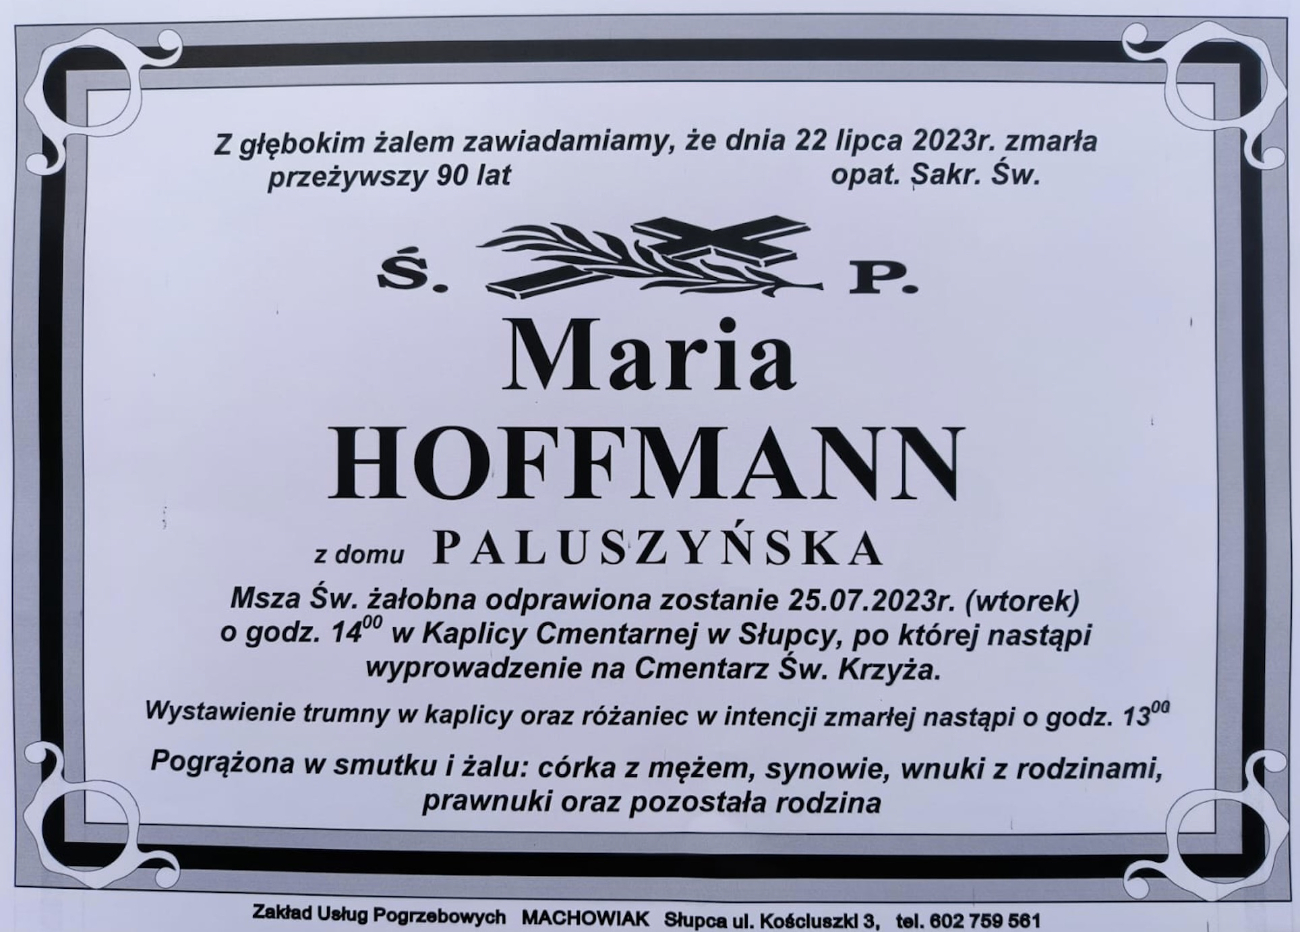 Z głębokim żalem zawiadamiamy, że dnia 22 lipca 2023r. zmarła
przeżywszy 90 lat opat. Sakr. Św.
Ś. P.
Maria
HOFFMANN
z domu PALUSZYŃSKA
Msza Św. żałobna odprawiona zostanie 25.07.2023r. (wtorek)
o godz. 14⁰⁰ w Kaplicy Cmentarnej w Słupcy, po której nastąpi
wyprowadzenie na Cmentarz Św. Krzyża.
Wystawienie trumny w kaplicy oraz różaniec w intencji zmarłej nastąpi o godz. 13⁰⁰
Pogrążona w smutku i żalu: córka z mężem, synowie, wnuki z rodzinami,
prawnuki oraz pozostała rodzina
Zakład Usług Pogrzebowych MACHOWIAK Słupca ul. Kościuszki 3, tel. 602 759 561